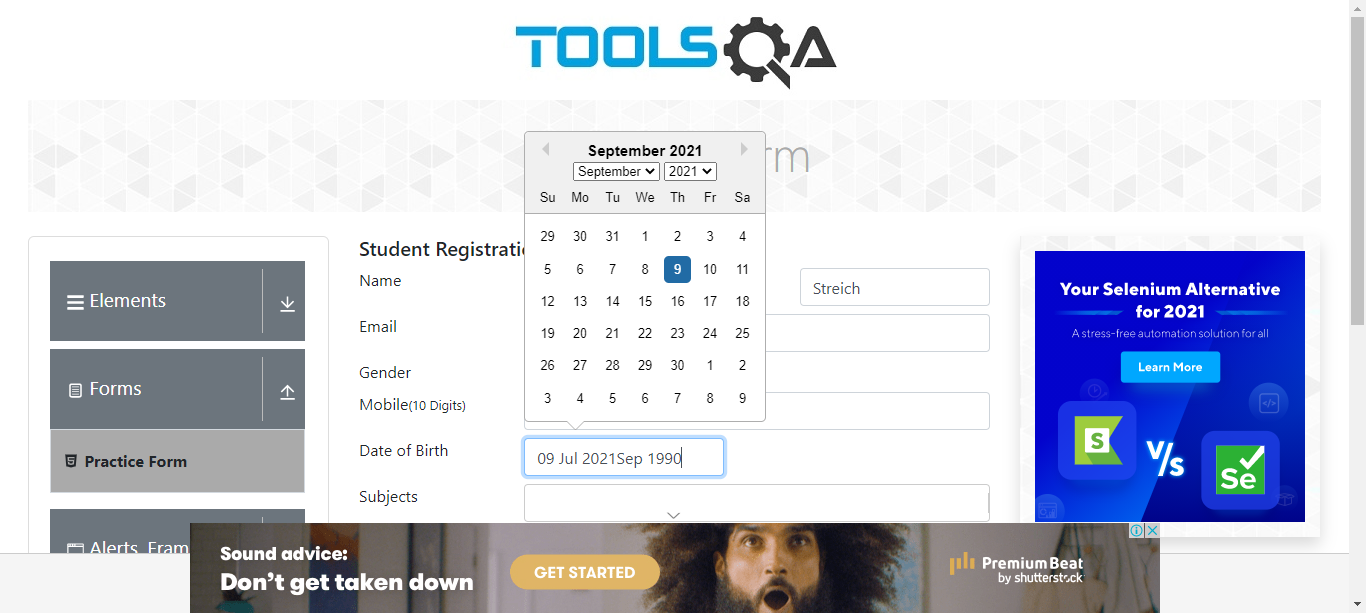 TOOLSQA
rm
September 2021
September 2021
Su Mo Tu We Th Fr Sa
29 30 31 1 2 3 4
5 6 7 8 9 10 11
12 13 14 15 16 17 18
19 20 21 22 23 24 25
26 27 28 29 30 1 2
3 4 5 6 7 8 9
Elements
Forms
Practice Form
Alerts, Fram
Student Registrati
Name
Streich
Email
Gender
Mobile(10 Digits)
Date of Birth
09 Jul 2021Sep 1990
Subjects
Your Selenium Alternative
for 2021
A stress-free automation solution for all
Learn More
S
V/s
Se
Sound advice:
Don't get taken down
GET STARTED
PremiumBeat
by shutterstock